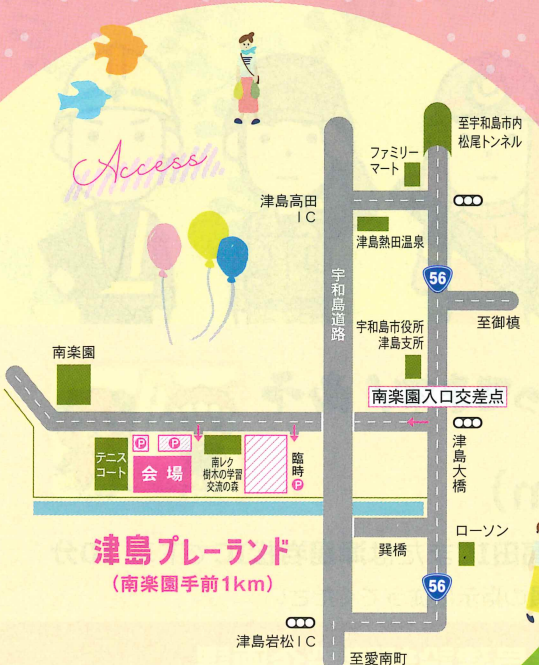 Access
至宇和島市内
松尾トンネル
ファミリー
マート
津島高田
IC
津島熱田温泉
56
宇和島道路
至御槙
宇和島市役所
津島支所
南楽園
南楽園入口交差点
津島大橋
P
P
テニス
コート
会場
南レク
樹木の学習
交流の森
臨時
P
津島プレーランド
(南楽園手前1km)
巽橋
ローソン
56
津島岩松IC
至愛南町